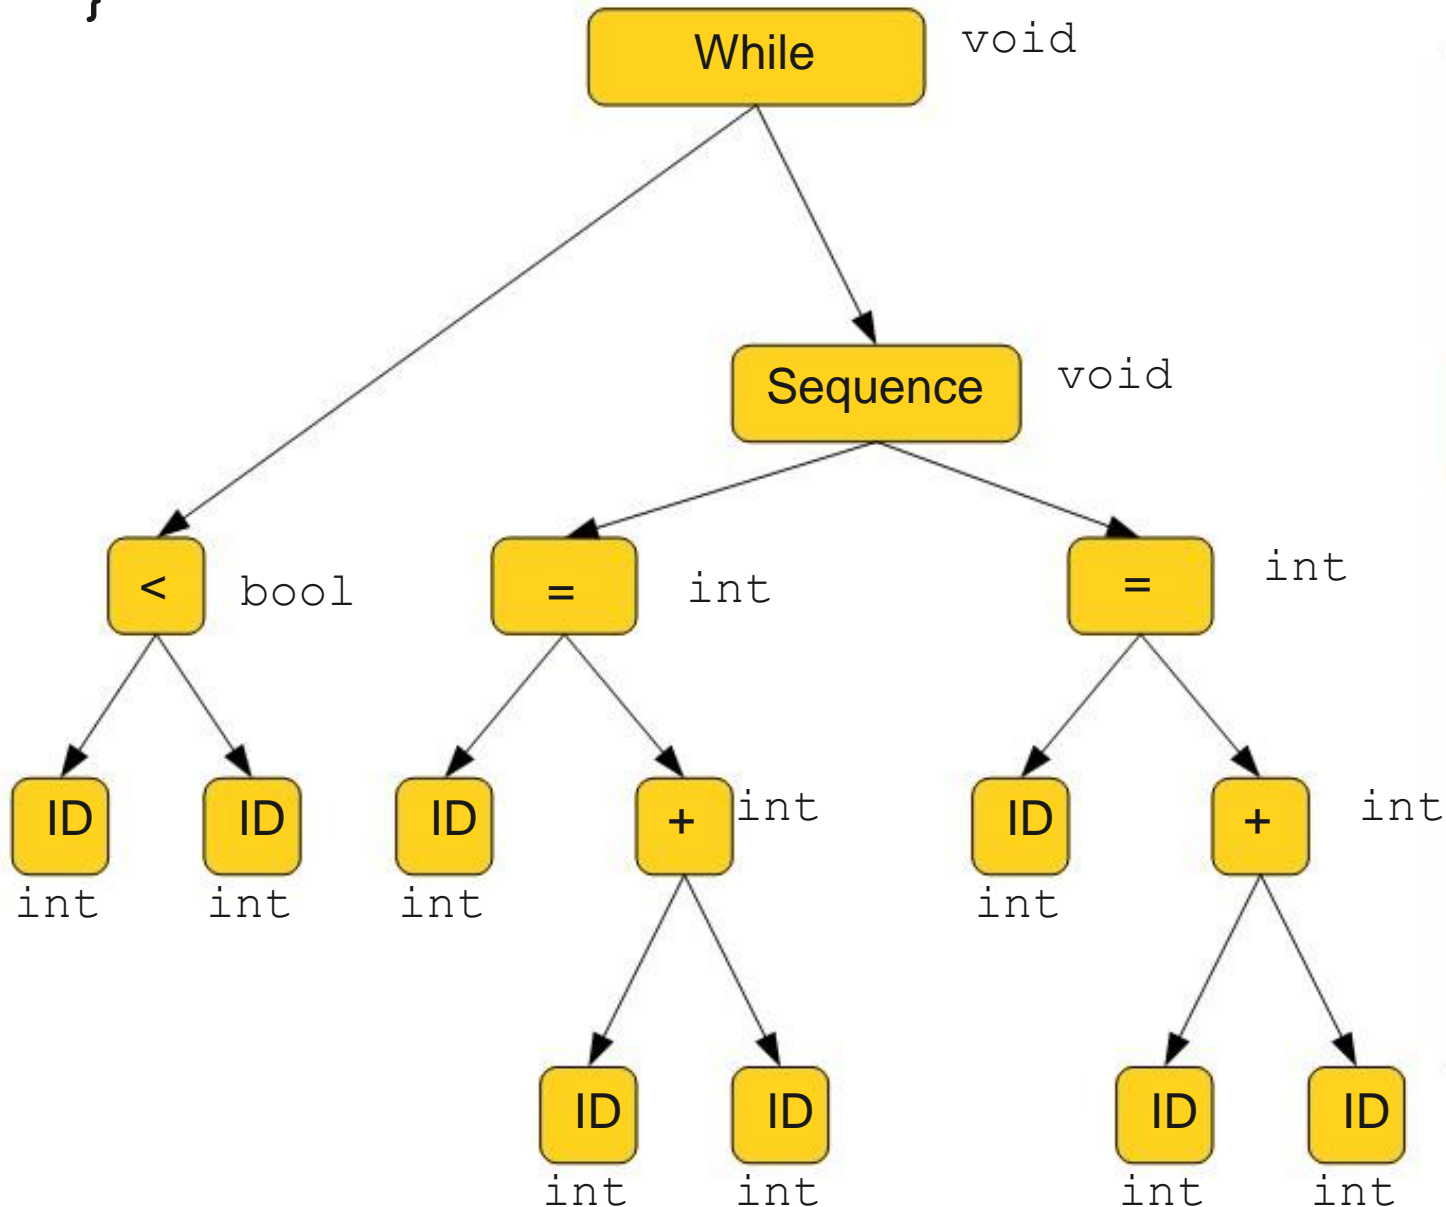 }
While void
Sequence void
< bool = int = int
ID ID ID + int ID + int
int int int int
ID ID ID ID
int int int int